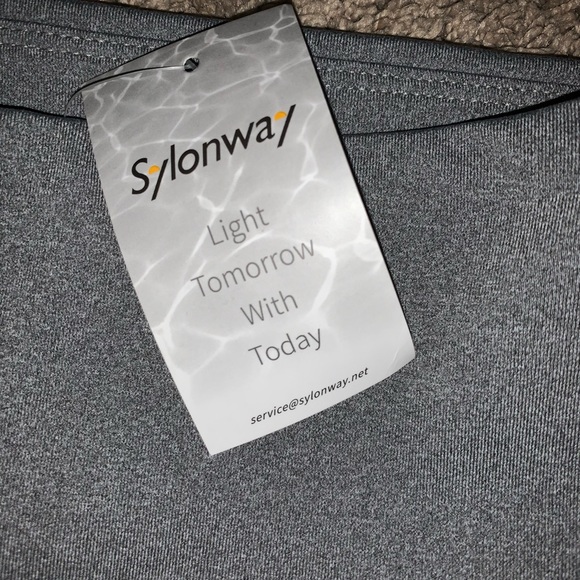 Sylonway
Light
Tomorrow
With
Today
service@sylonway.net